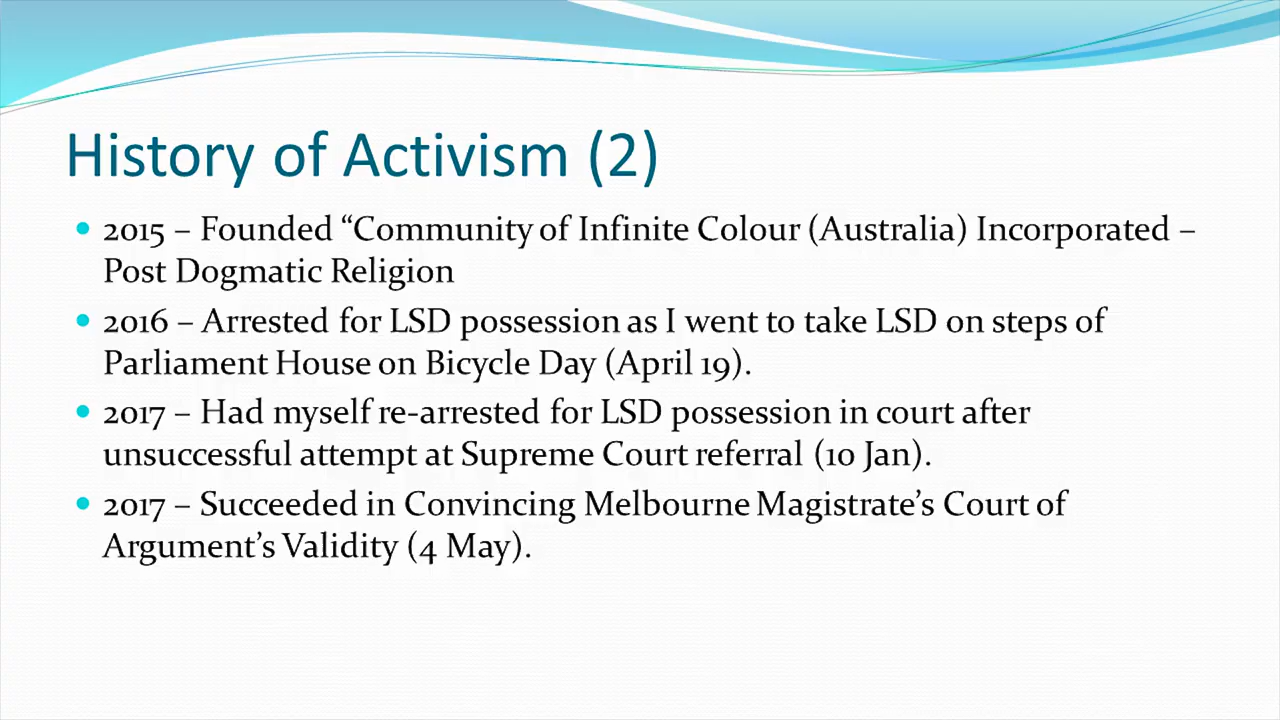 History of Activism (2)
2015 – Founded “Community of Infinite Colour (Australia) Incorporated –
Post Dogmatic Religion
2016 – Arrested for LSD possession as I went to take LSD on steps of
Parliament House on Bicycle Day (April 19).
2017 – Had myself re-arrested for LSD possession in court after
unsuccessful attempt at Supreme Court referral (10 Jan).
2017 – Succeeded in Convincing Melbourne Magistrate’s Court of
Argument’s Validity (4 May).